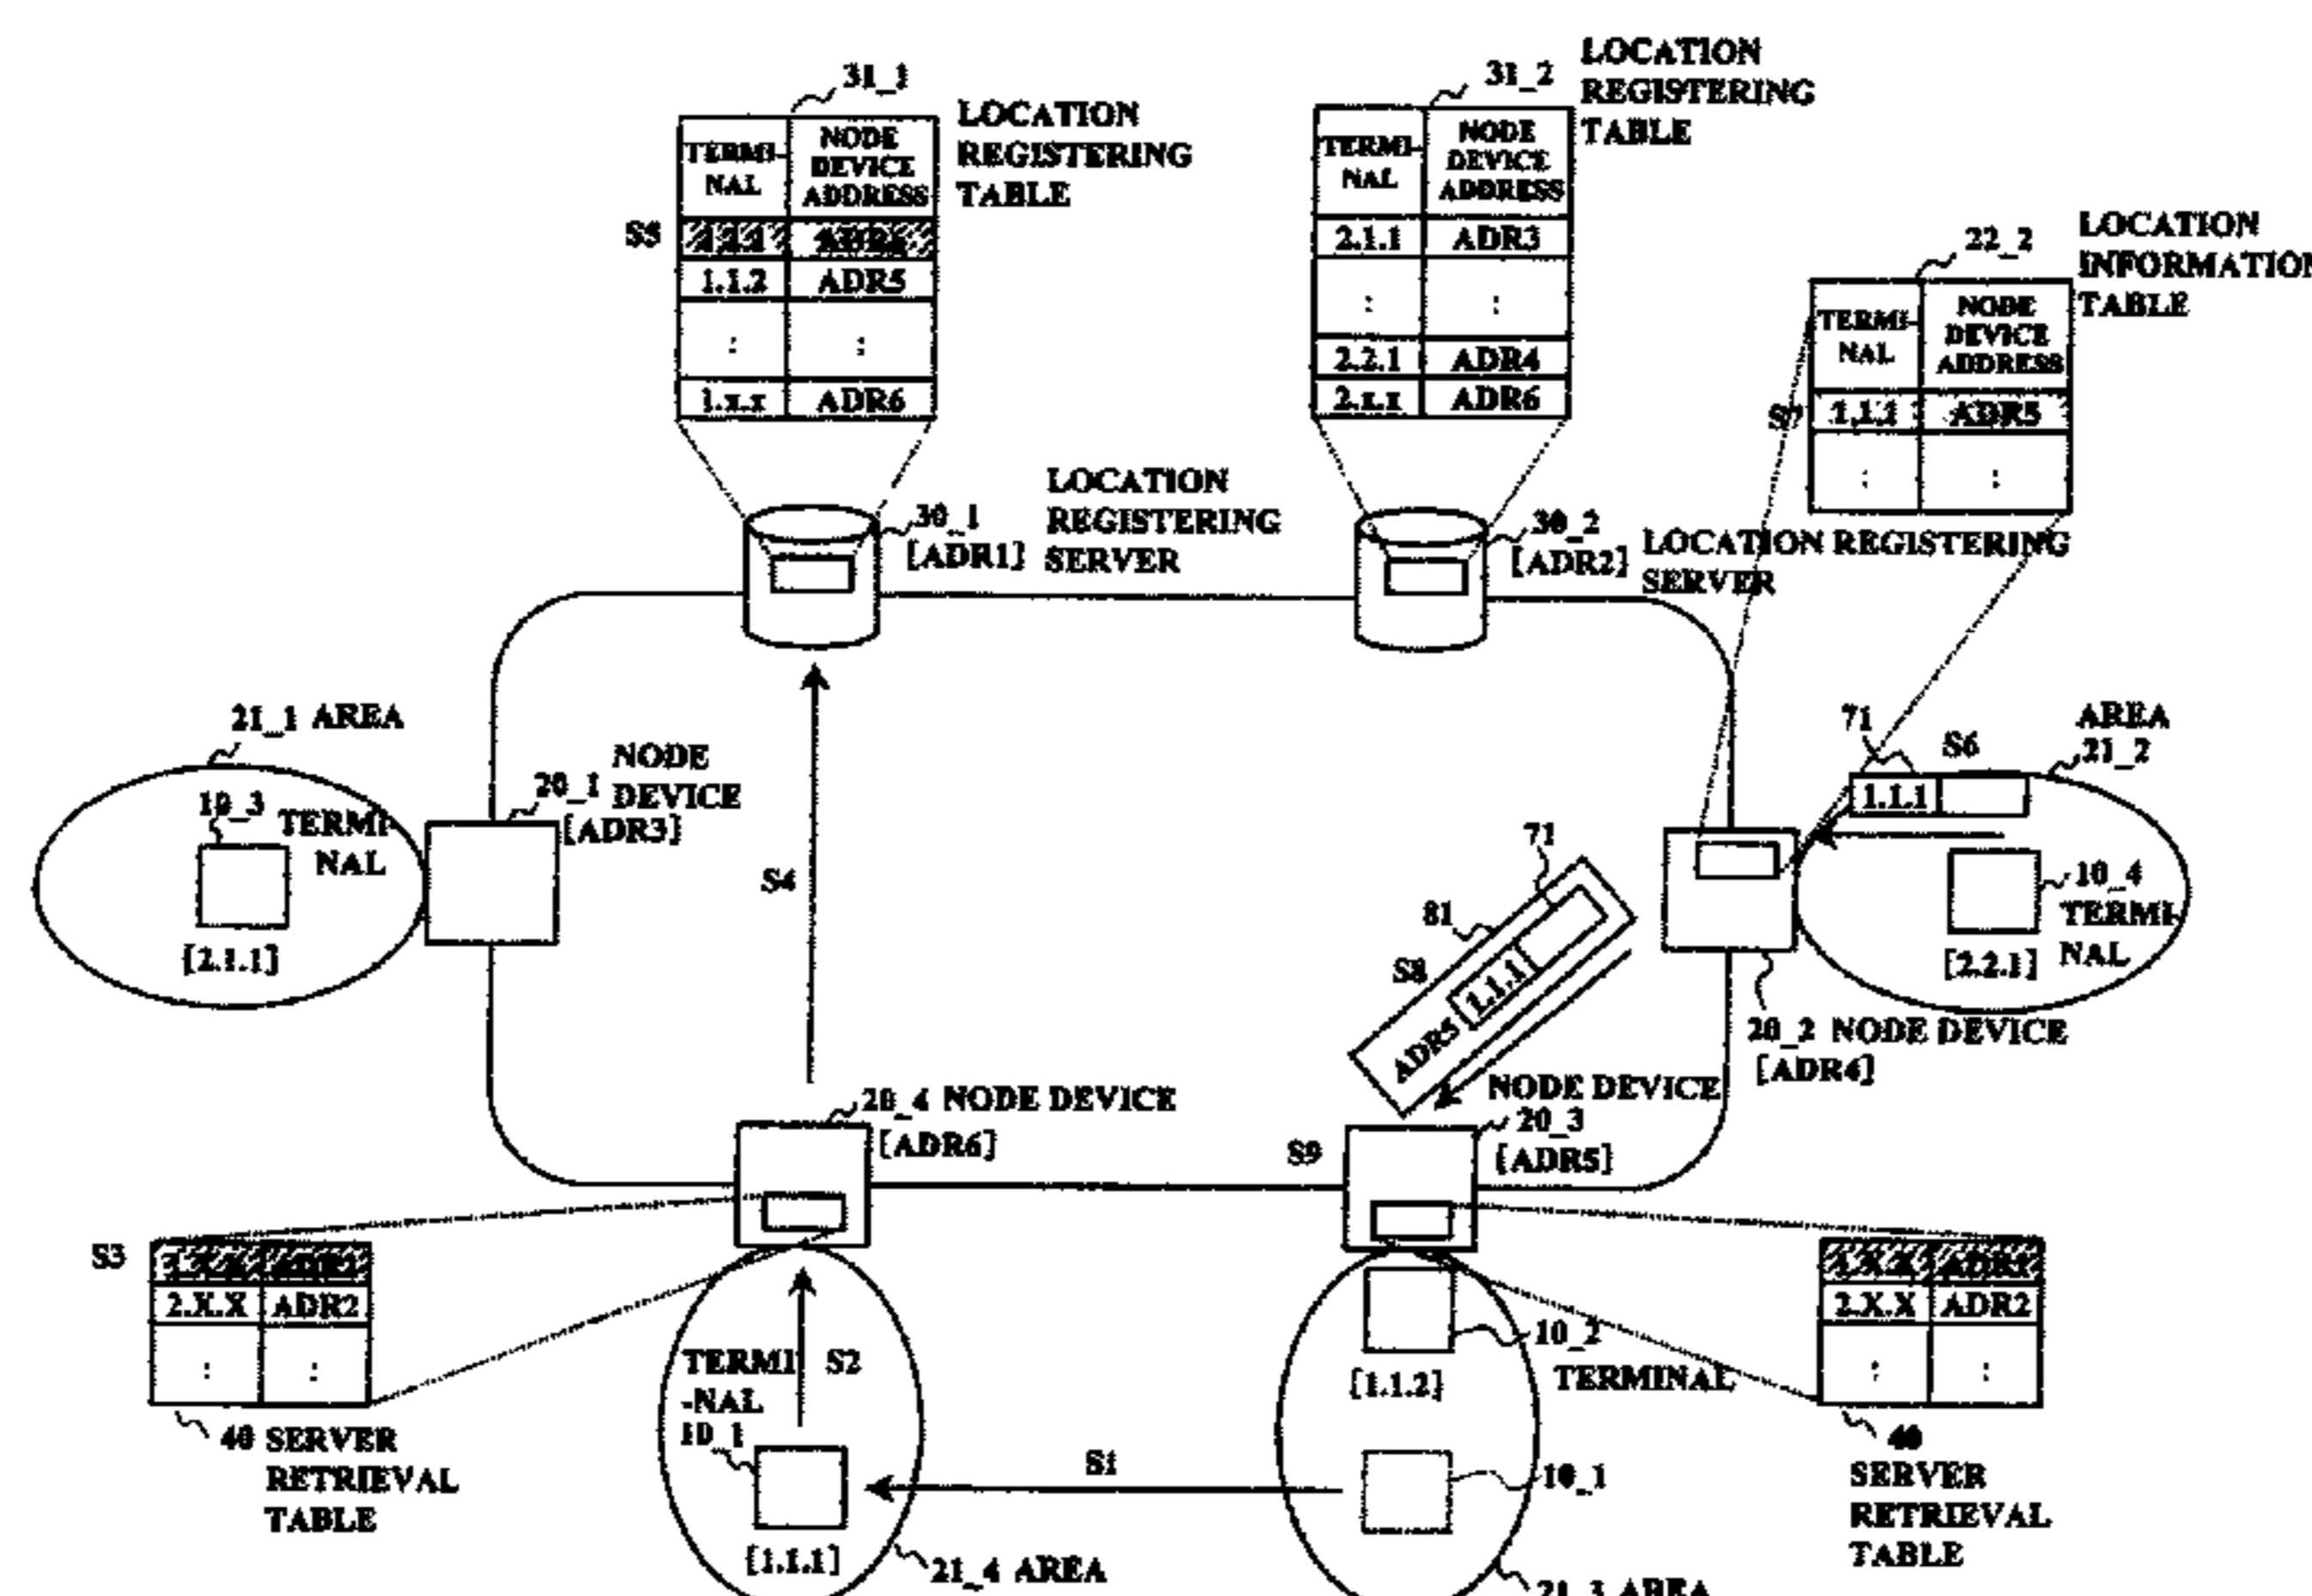 31_1
LOCATION
REGISTERING
TABLE
TERMI-
NAL
NODE
DEVICE
ADDRESS
S5
1.1.2 ADR5
: :
1.x.x ADR6
31_2
LOCATION
REGISTERING
TABLE
TERMI-
NAL
NODE
DEVICE
ADDRESS
2.1.1 ADR3
: :
2.2.1 ADR4
2.x.x ADR6
22_2
LOCATION
INFORMATION
TABLE
TERMI-
NAL
NODE
DEVICE
ADDRESS
S7
1.1.1 ADR5
: :
30_1
[ADR1]
LOCATION
REGISTERING
SERVER
30_2
[ADR2]
LOCATION REGISTERING
SERVER
21_1 AREA
10_3
TERMI-
NAL
[2.1.1]
20_1
NODE
DEVICE
[ADR3]
S4
71
S6
AREA
21_2
1.1.1
10_4
TERMI-
NAL
[2.2.1]
20_2 NODE DEVICE
[ADR4]
71
81
S8
ADR5 1.1.1
20_4 NODE DEVICE
[ADR6]
NODE DEVICE
20_3
[ADR5]
S9
S3
2.X.X ADR2
: :
40 SERVER
RETRIEVAL
TABLE
TERMI
-NAL
10_1
S2
[1.1.1]
21_4 AREA
S1
10_2
TERMINAL
[1.1.2]
10_1
21_3 AREA
2.X.X ADR2
: :
40
SERVER
RETRIEVAL
TABLE